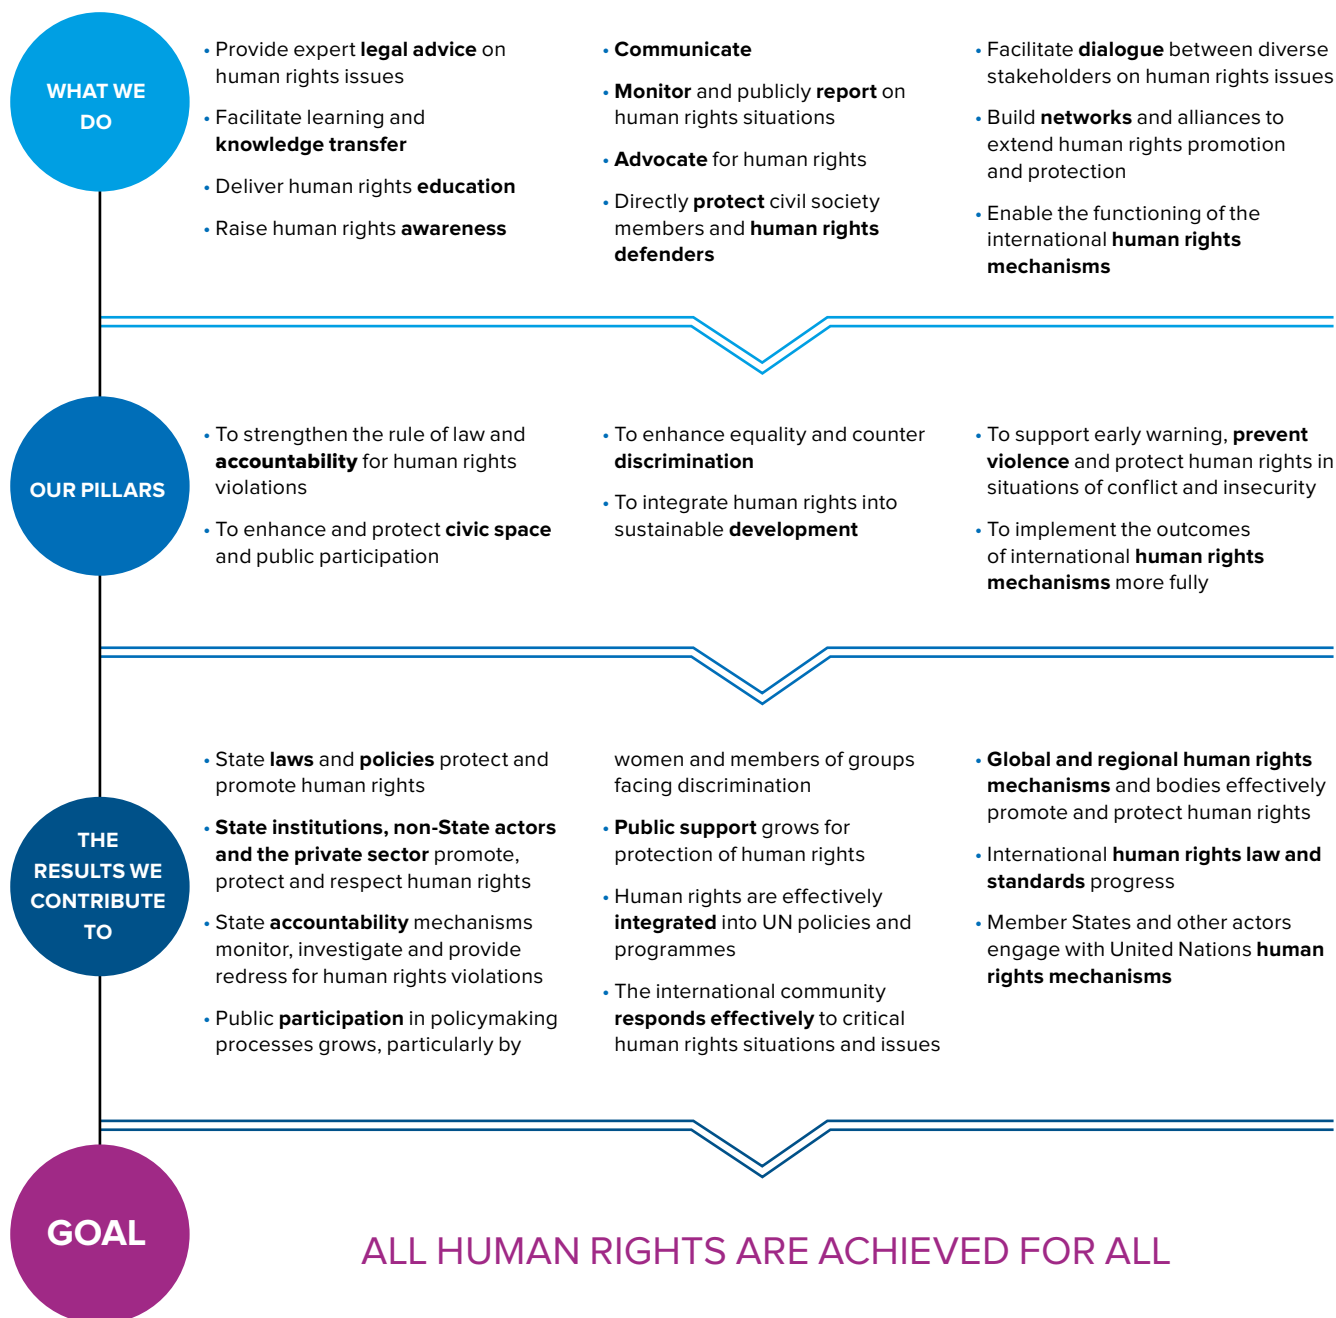 WHAT WE
DO
• Provide expert legal advice on
human rights issues
• Facilitate learning and
knowledge transfer
• Deliver human rights education
• Raise human rights awareness
• Communicate
• Monitor and publicly report on
human rights situations
• Advocate for human rights
• Directly protect civil society
members and human rights
defenders
• Facilitate dialogue between diverse
stakeholders on human rights issues
• Build networks and alliances to
extend human rights promotion
and protection
• Enable the functioning of the
international human rights
mechanisms
OUR PILLARS
• To strengthen the rule of law and
accountability for human rights
violations
• To enhance and protect civic space
and public participation
• To enhance equality and counter
discrimination
• To integrate human rights into
sustainable development
• To support early warning, prevent
violence and protect human rights in
situations of conflict and insecurity
• To implement the outcomes
of international human rights
mechanisms more fully
THE
RESULTS WE
CONTRIBUTE
TO
• State laws and policies protect and
promote human rights
• State institutions, non-State actors
and the private sector promote,
protect and respect human rights
• State accountability mechanisms
monitor, investigate and provide
redress for human rights violations
• Public participation in policymaking
processes grows, particularly by
women and members of groups
facing discrimination
• Public support grows for
protection of human rights
• Human rights are effectively
integrated into UN policies and
programmes
• The international community
responds effectively to critical
human rights situations and issues
• Global and regional human rights
mechanisms and bodies effectively
promote and protect human rights
• International human rights law and
standards progress
• Member States and other actors
engage with United Nations human
rights mechanisms
GOAL
ALL HUMAN RIGHTS ARE ACHIEVED FOR ALL